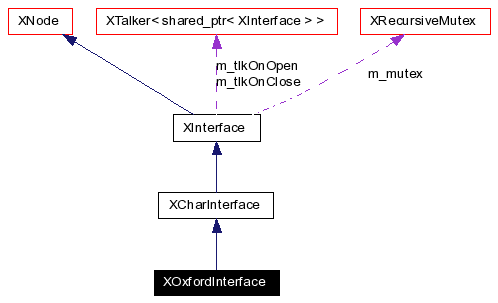 XNode
XTalker< shared_ptr< XInterface > >
XRecursiveMutex
m_tlkOnOpen
m_tlkOnClose
m_mutex
XInterface
XCharInterface
XOxfordInterface